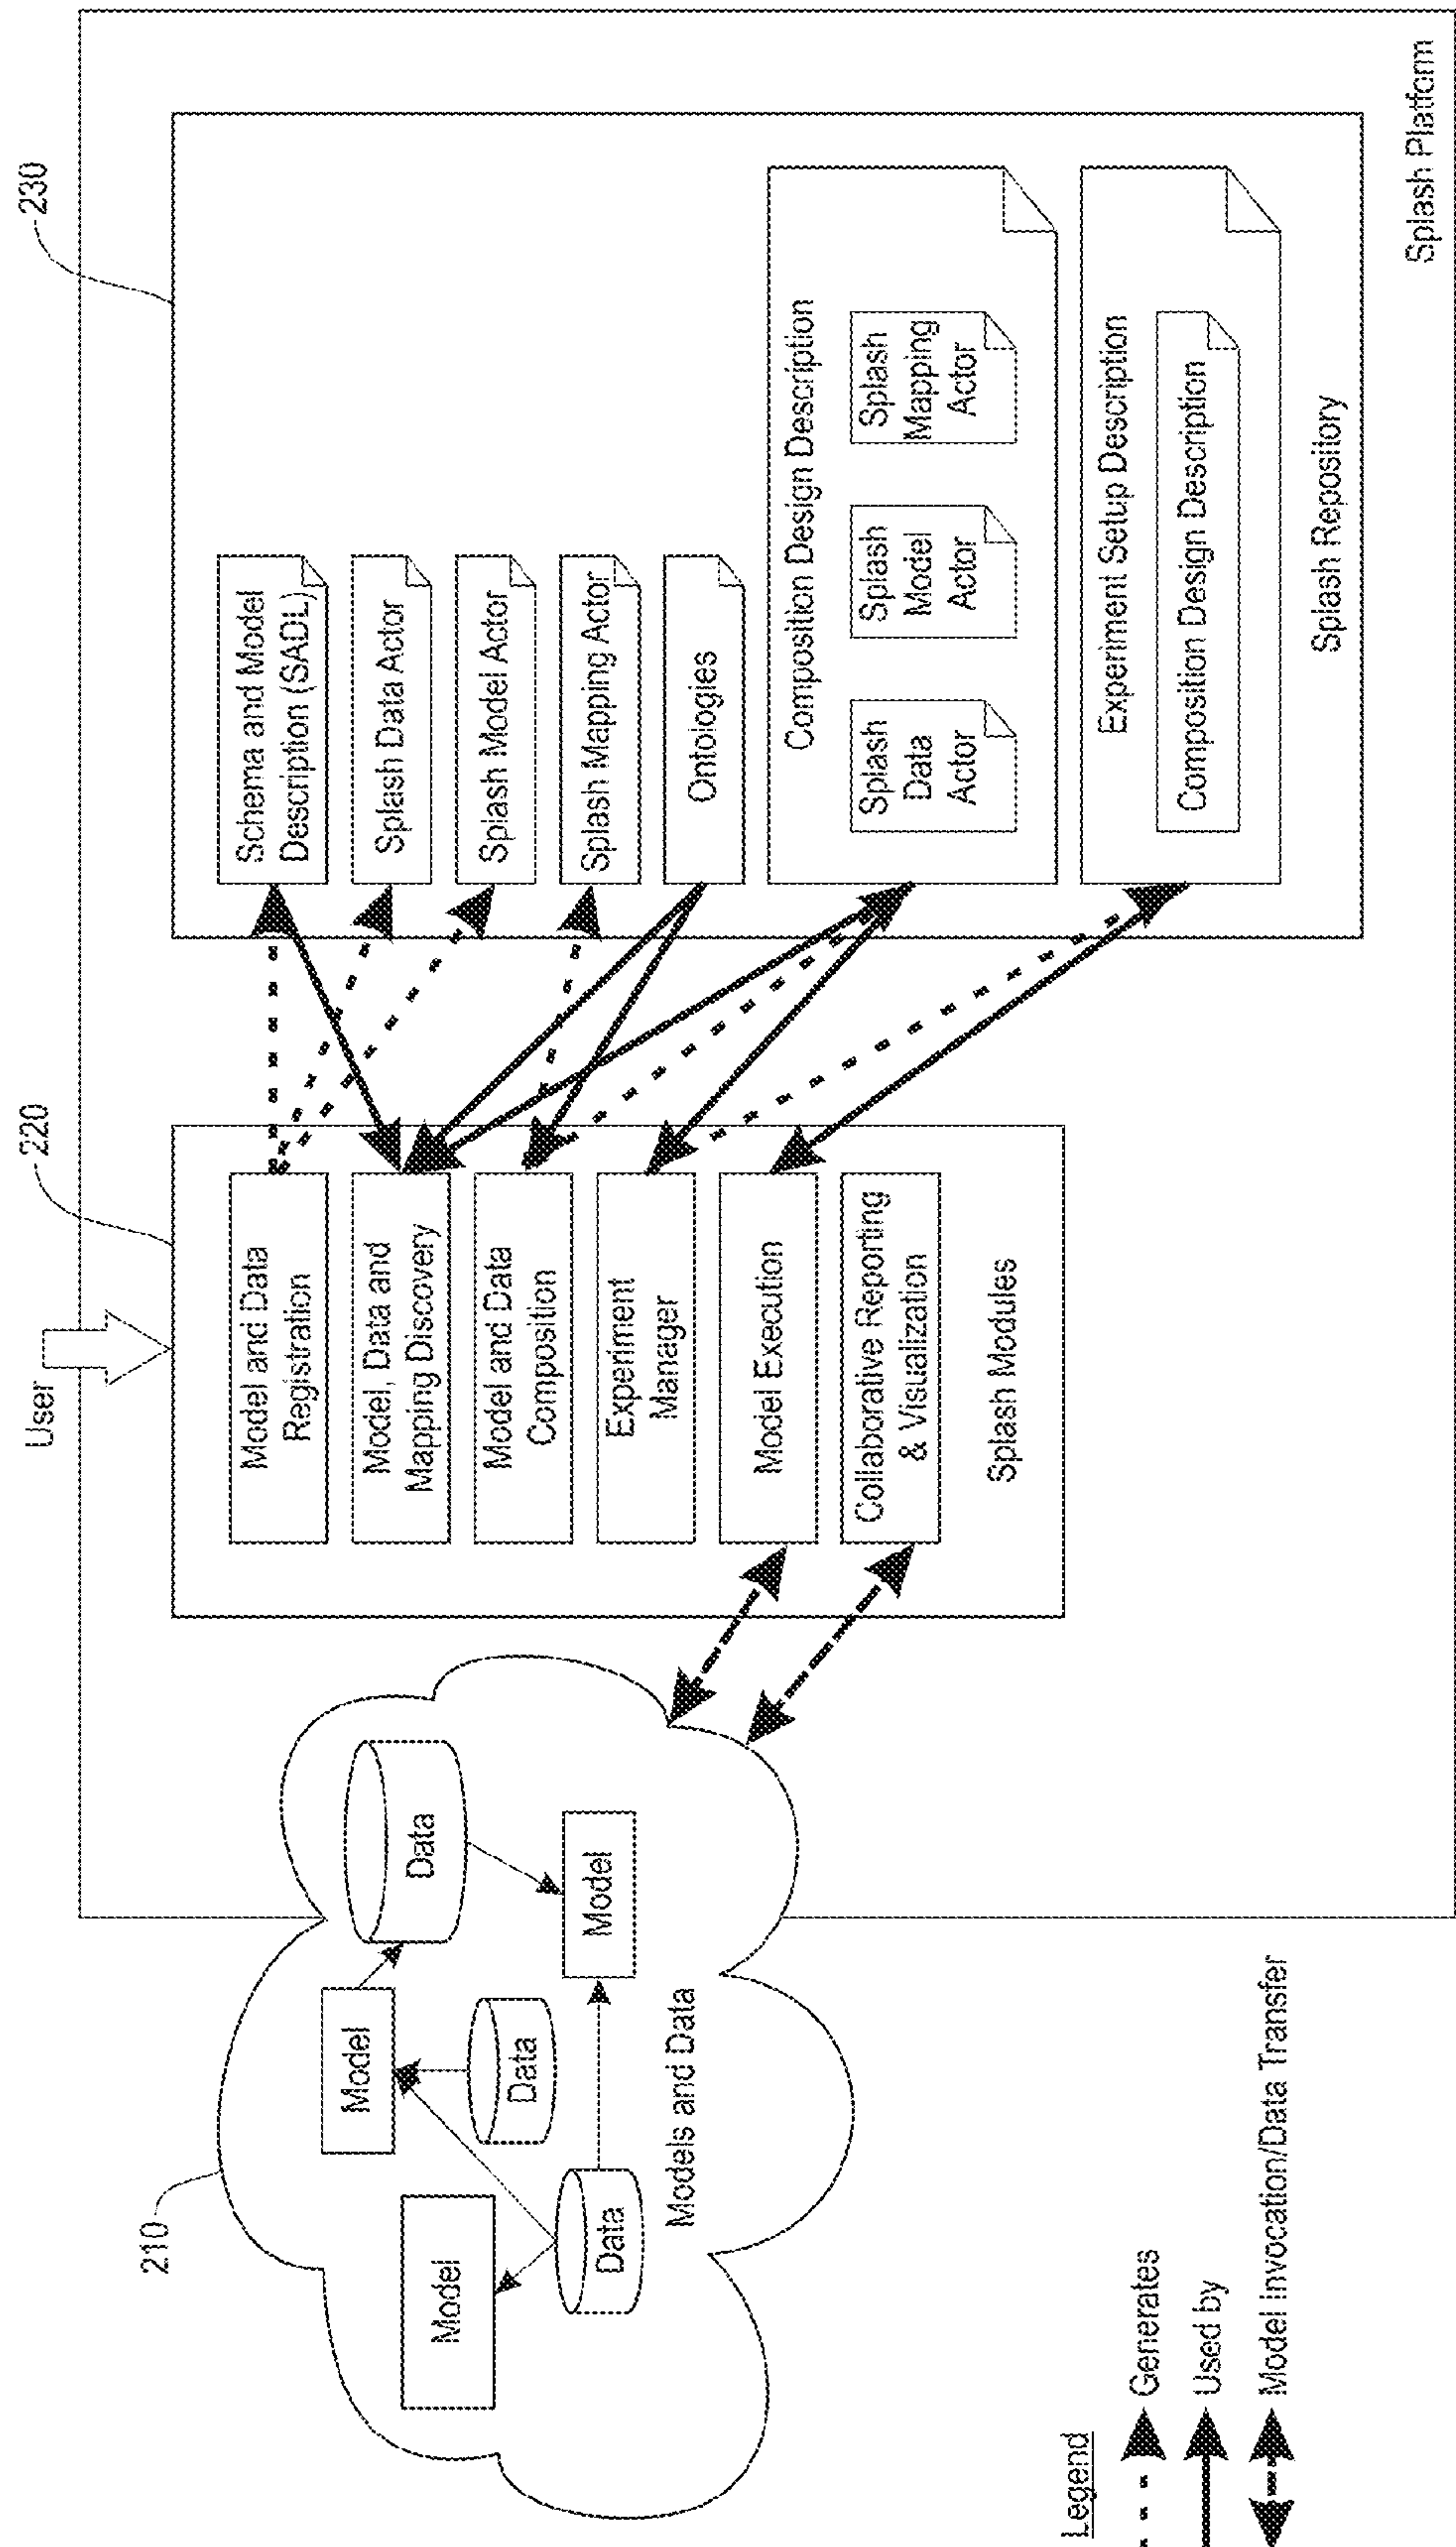 User
210
220
230
Model
Model
Data
Data
Data
Model
Models and Data
Model and Data
Registration
Model, Data and
Mapping Discovery
Model and Data
Composition
Experiment
Manager
Model Execution
Collaborative Reporting
& Visualization
Splash Modules
Schema and Model
Description (SADL)
Splash Data Actor
Splash Model Actor
Splash Mapping Actor
Ontologies
Composition Design Description
Splash
Data
Actor
Splash
Model
Actor
Splash
Mapping
Actor
Experiment Setup Description
Composition Design Description
Splash Repository
Splash Platform
Legend
Generates
Used by
Model Invocation/Data Transfer